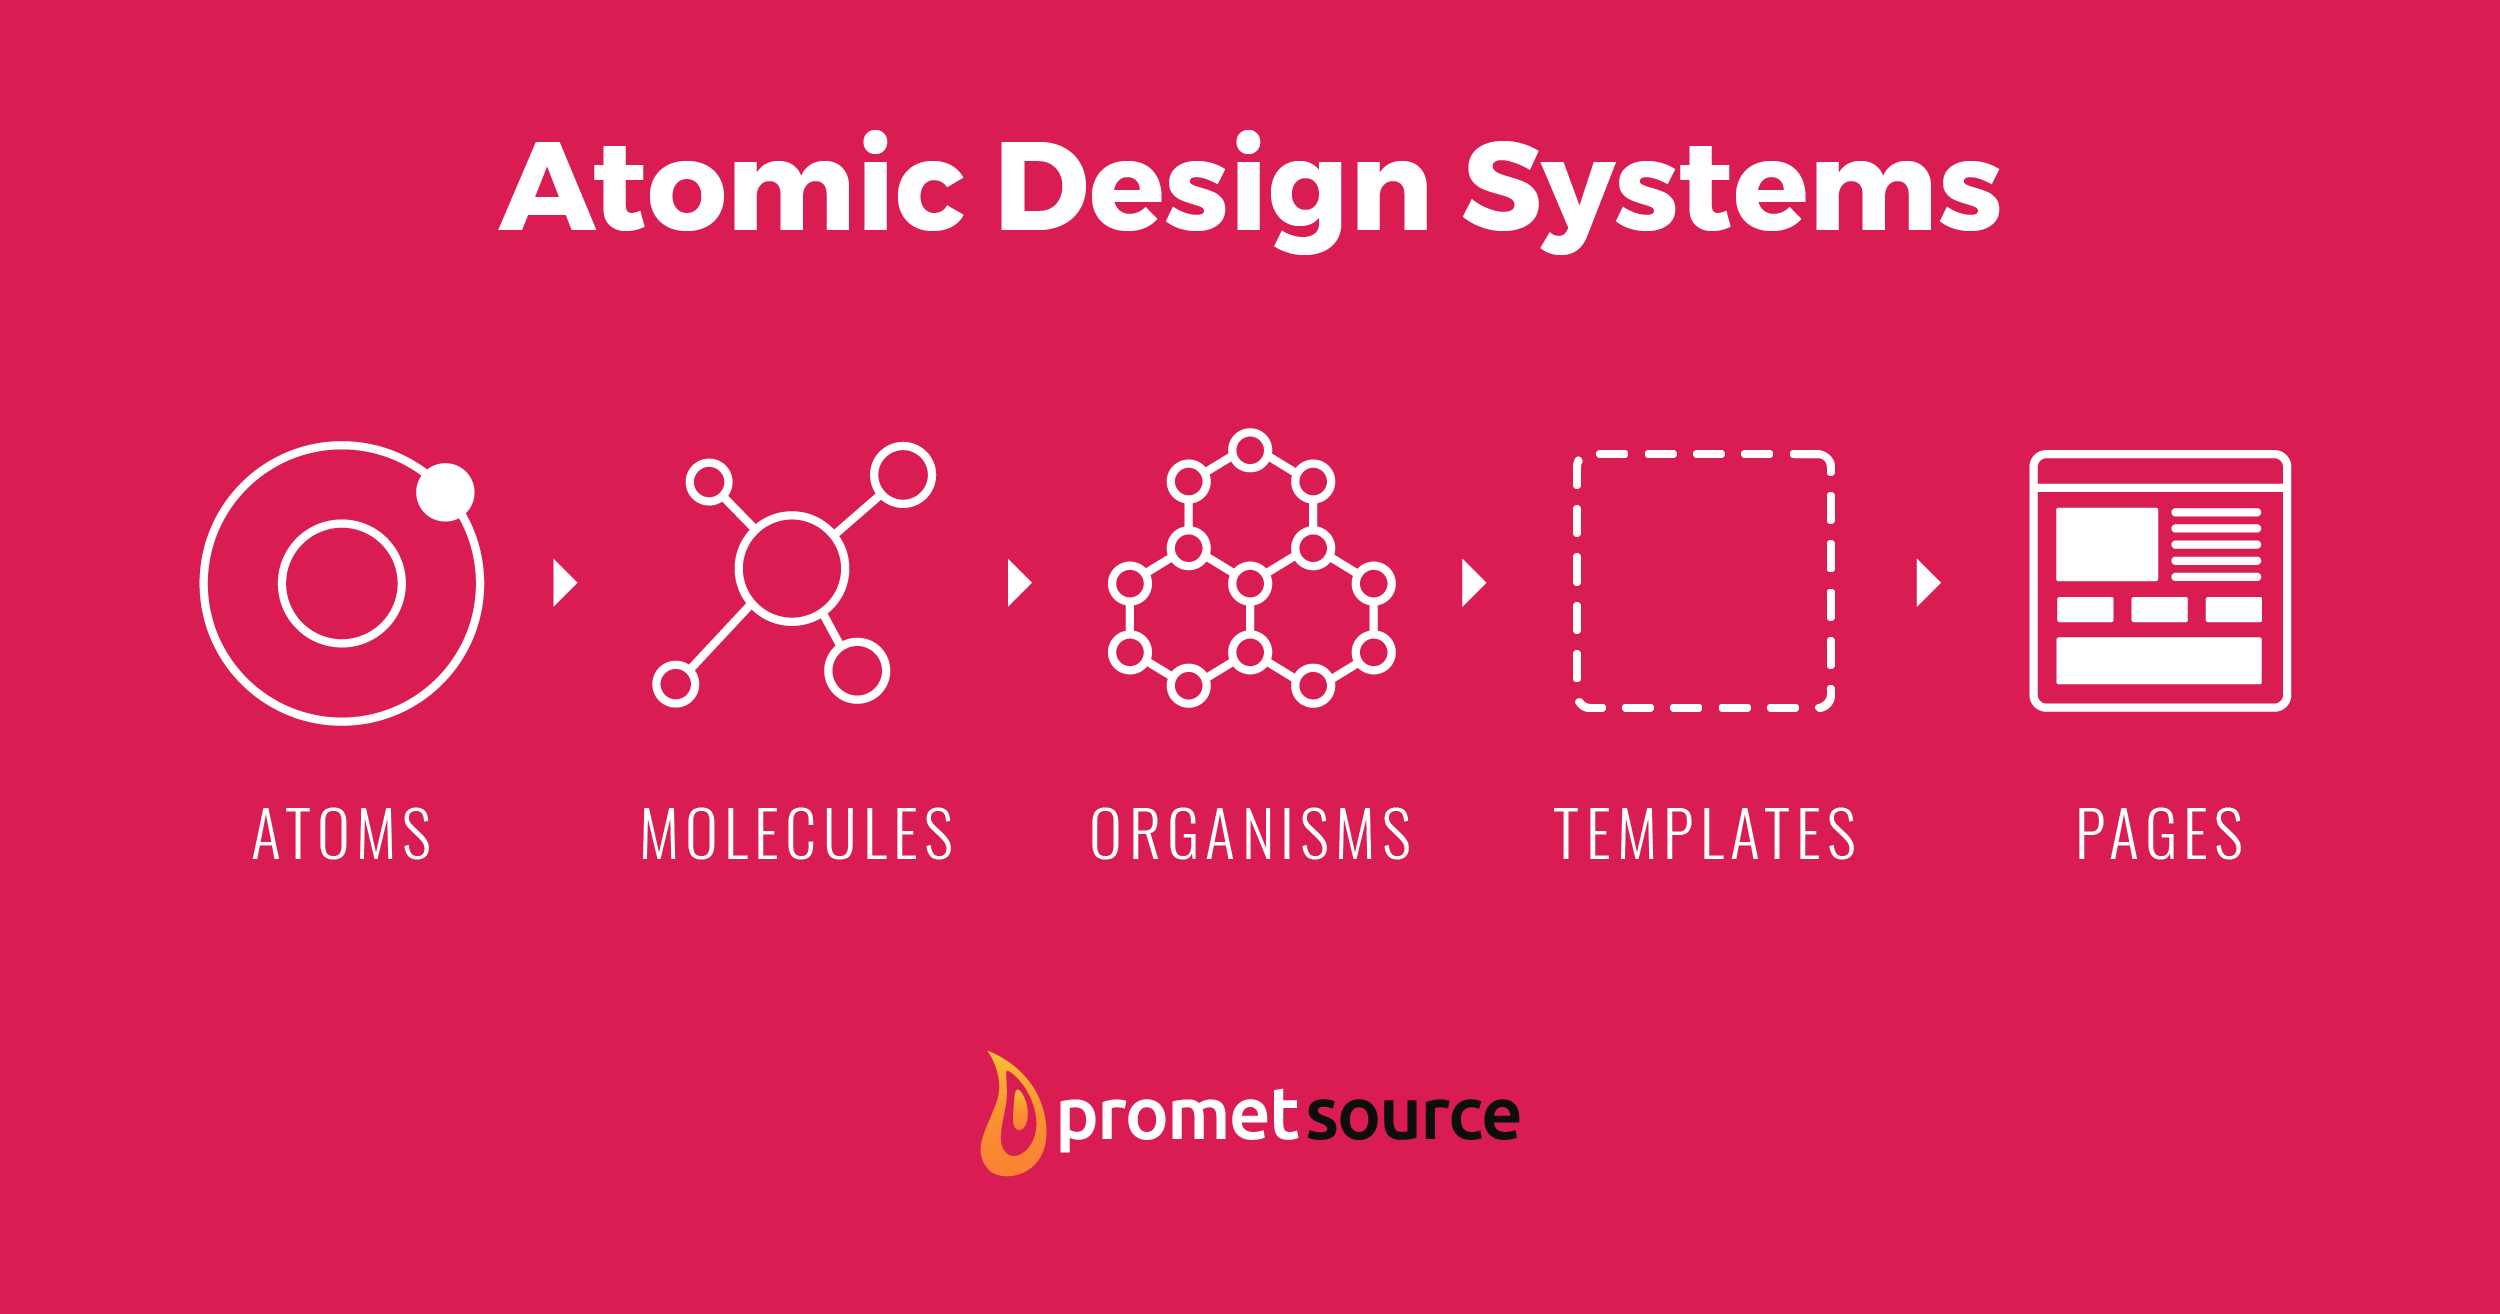 Atomic Design Systems
ATOMS MOLECULES ORGANISMS TEMPLATES PAGES
promet source